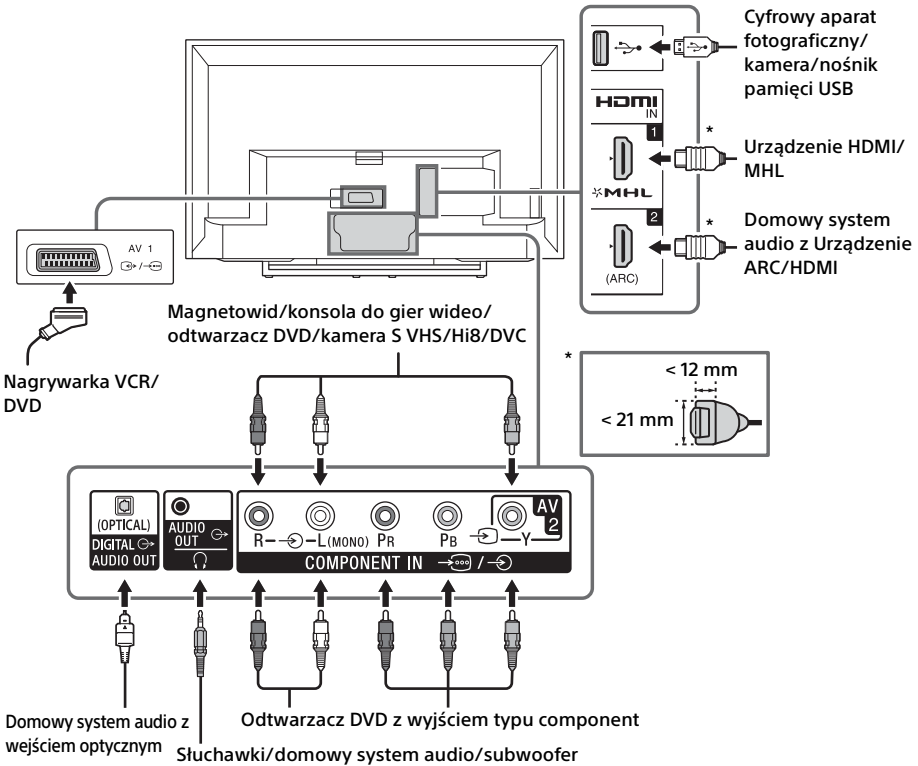 Cyfrowy aparat
fotograficzny/
kamera/nośnik
pamięci USB
HDMI
IN
1
*
Urządzenie HDMI/
MHL
MHL
2
*
Domowy system
audio z Urządzenie
ARC/HDMI
(ARC)
AV 1
/
Nagrywarka VCR/
DVD
Magnetowid/konsola do gier wideo/
odtwarzacz DVD/kamera S VHS/Hi8/DVC
*
< 12 mm
< 21 mm
(OPTICAL)
DIGITAL
AUDIO OUT
AUDIO
OUT
R
L(MONO)
PR
PB
Y
AV
2
COMPONENT IN
/
Domowy system audio z
wejściem optycznym
Odtwarzacz DVD z wyjściem typu component
Słuchawki/domowy system audio/subwoofer